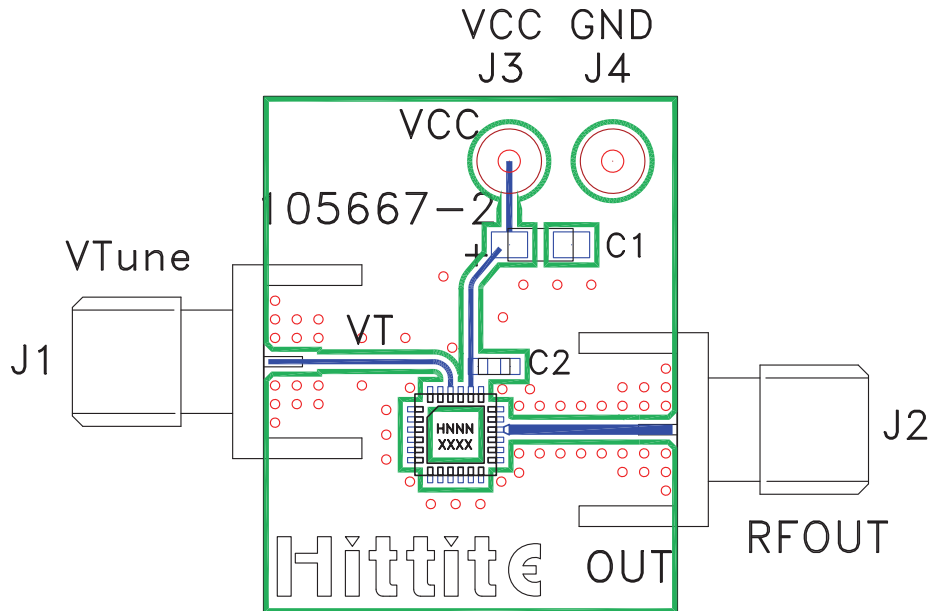 VCC GND
J3 J4
VCC
105667-2
C1
VTune
VT
J1
C2
HNNN
XXXX
J2
RFOUT
OUT
Hittite